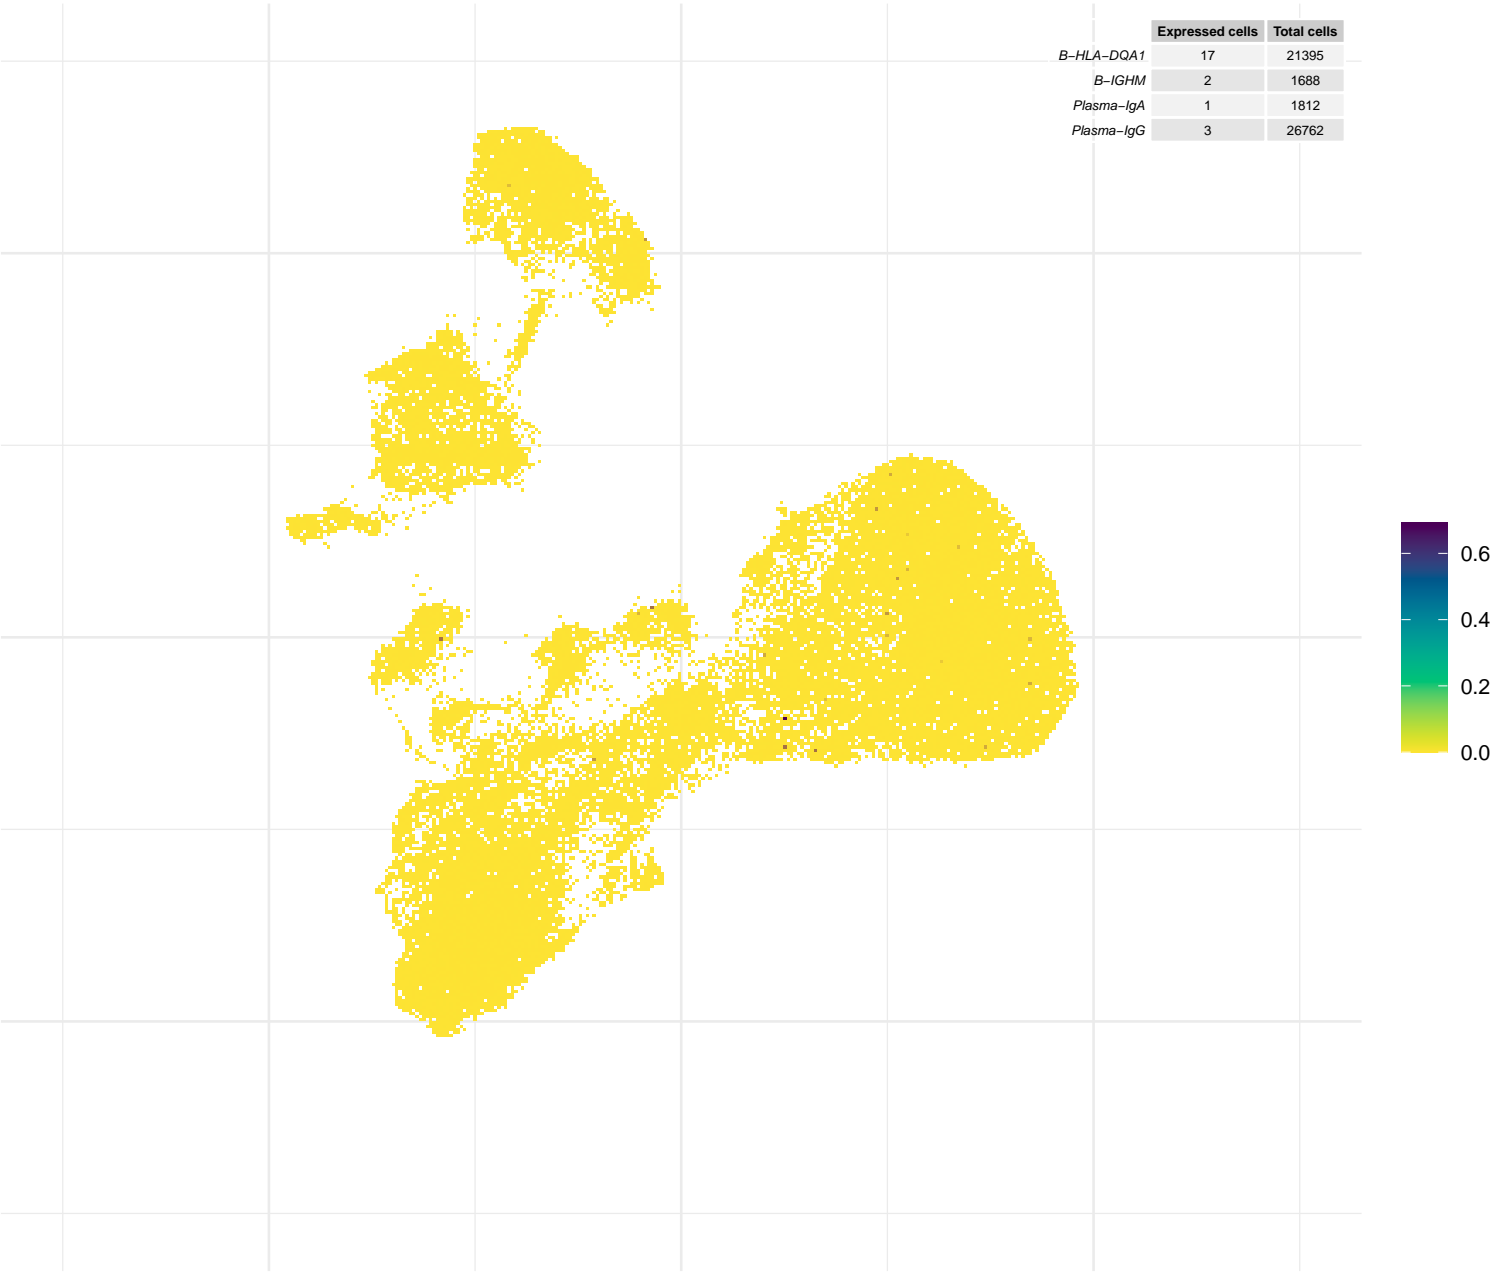 Expressed cells Total cells
B−HLA−DQA1 17 21395
B−IGHM 2 1688
Plasma−IgA 1 1812
Plasma−IgG 3 26762
0.6
0.4
0.2
0.0